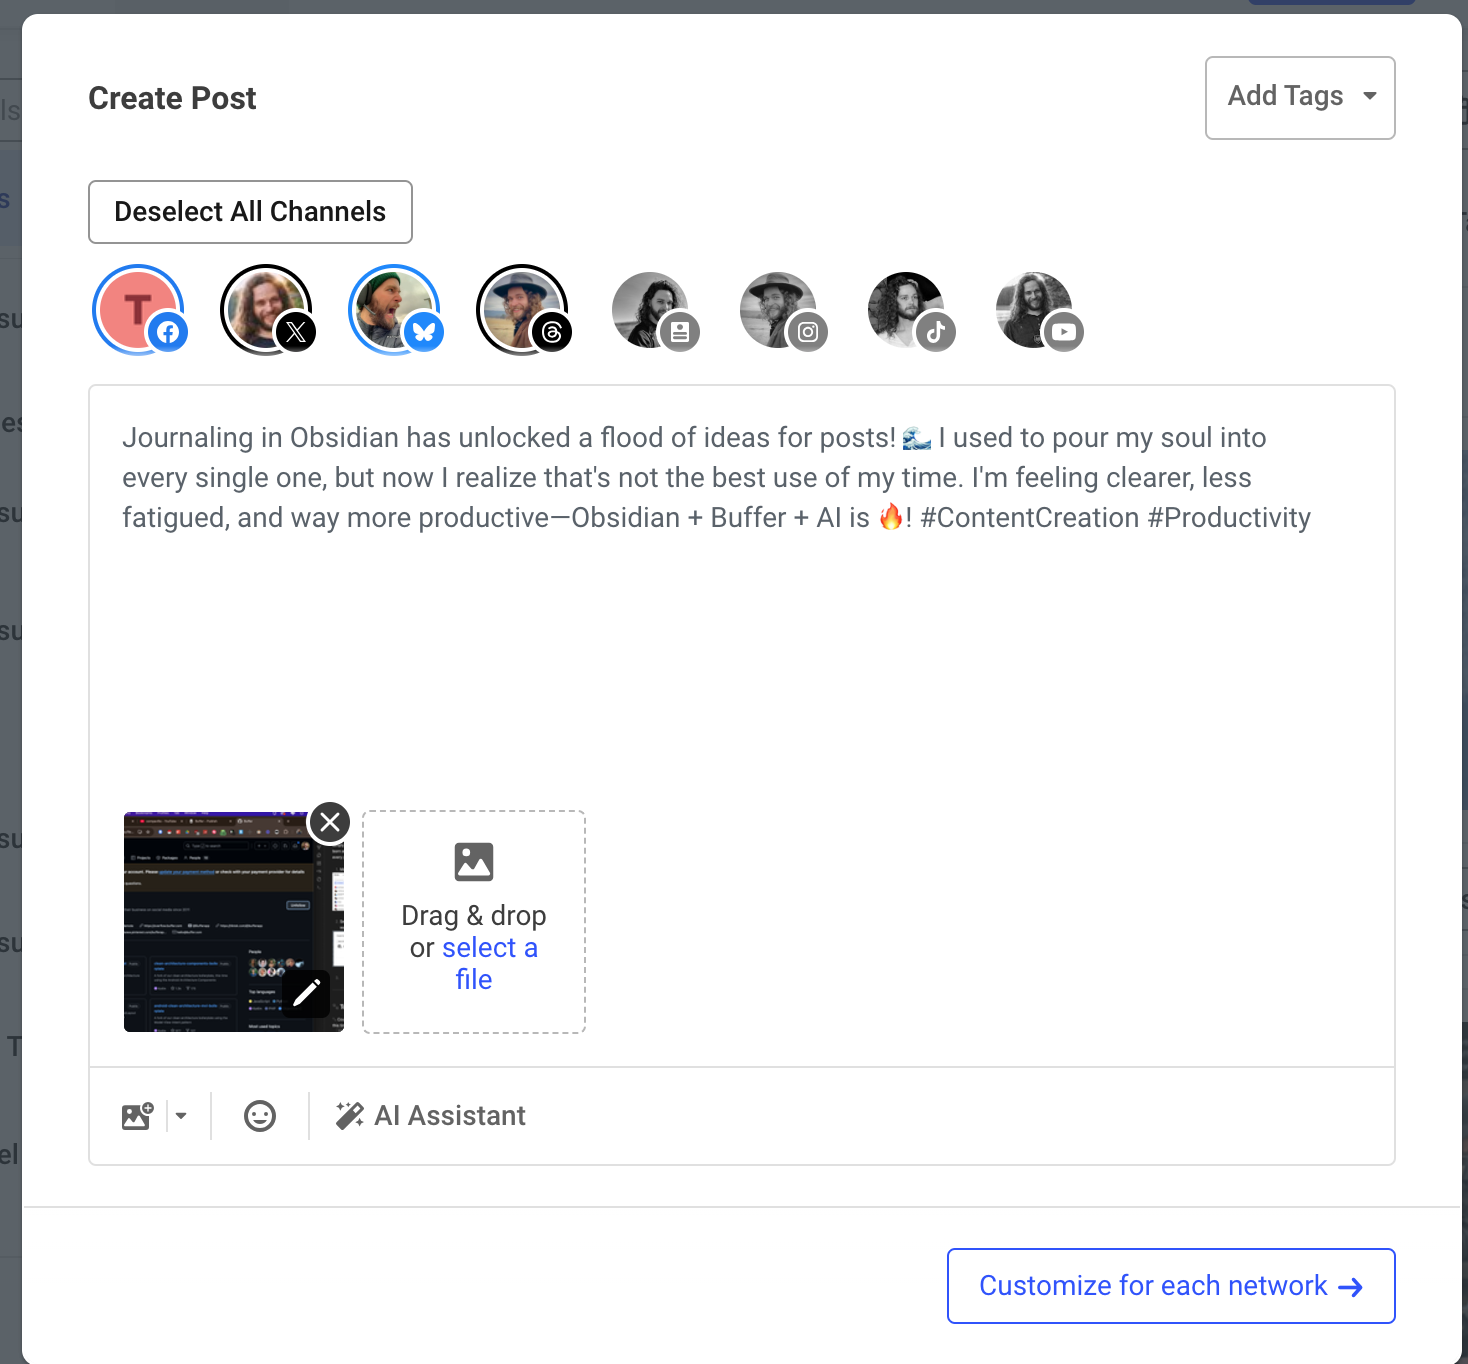 Create Post
Add Tags
Deselect All Channels
T
Journaling in Obsidian has unlocked a flood of ideas for posts! 🌊 I used to pour my soul into
every single one, but now I realize that's not the best use of my time. I'm feeling clearer, less
fatigued, and way more productive—Obsidian + Buffer + AI is 🔥! #ContentCreation #Productivity
Drag & drop
or select a
file
AI Assistant
Customize for each network →